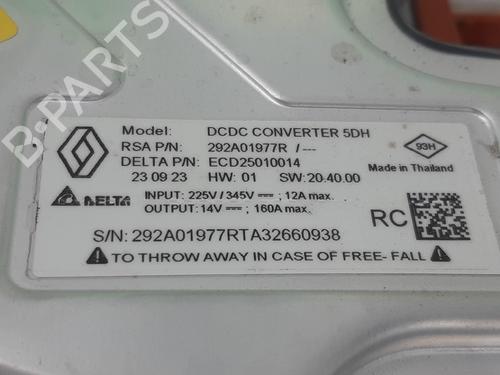 Model: DCDC CONVERTER 5DH
RSA P/N: 292A01977R / ---
DELTA P/N: ECD25010014
23 09 23 HW: 01 SW: 20.40.00
93H
Made in Thailand
DELTA
INPUT: 225V / 345V ⎓ ; 12A max.
OUTPUT: 14V ⎓ ; 160A max.
RC
S/N: 292A01977RTA32660938
TO THROW AWAY IN CASE OF FREE- FALL
B-PARTS